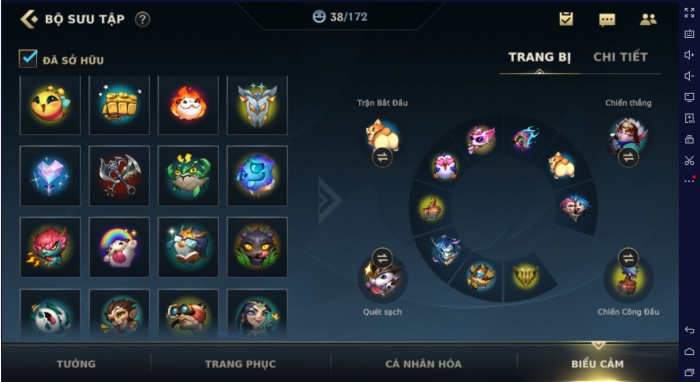 BỘ SƯU TẬP ?
38/172
ĐÃ SỞ HỮU
TRANG BỊ
CHI TIẾT
Trận Bắt Đầu
Chiến thắng
Quét sạch
Chiến Công Đầu
TƯỚNG
TRANG PHỤC
CÁ NHÂN HÓA
BIỂU CẢM